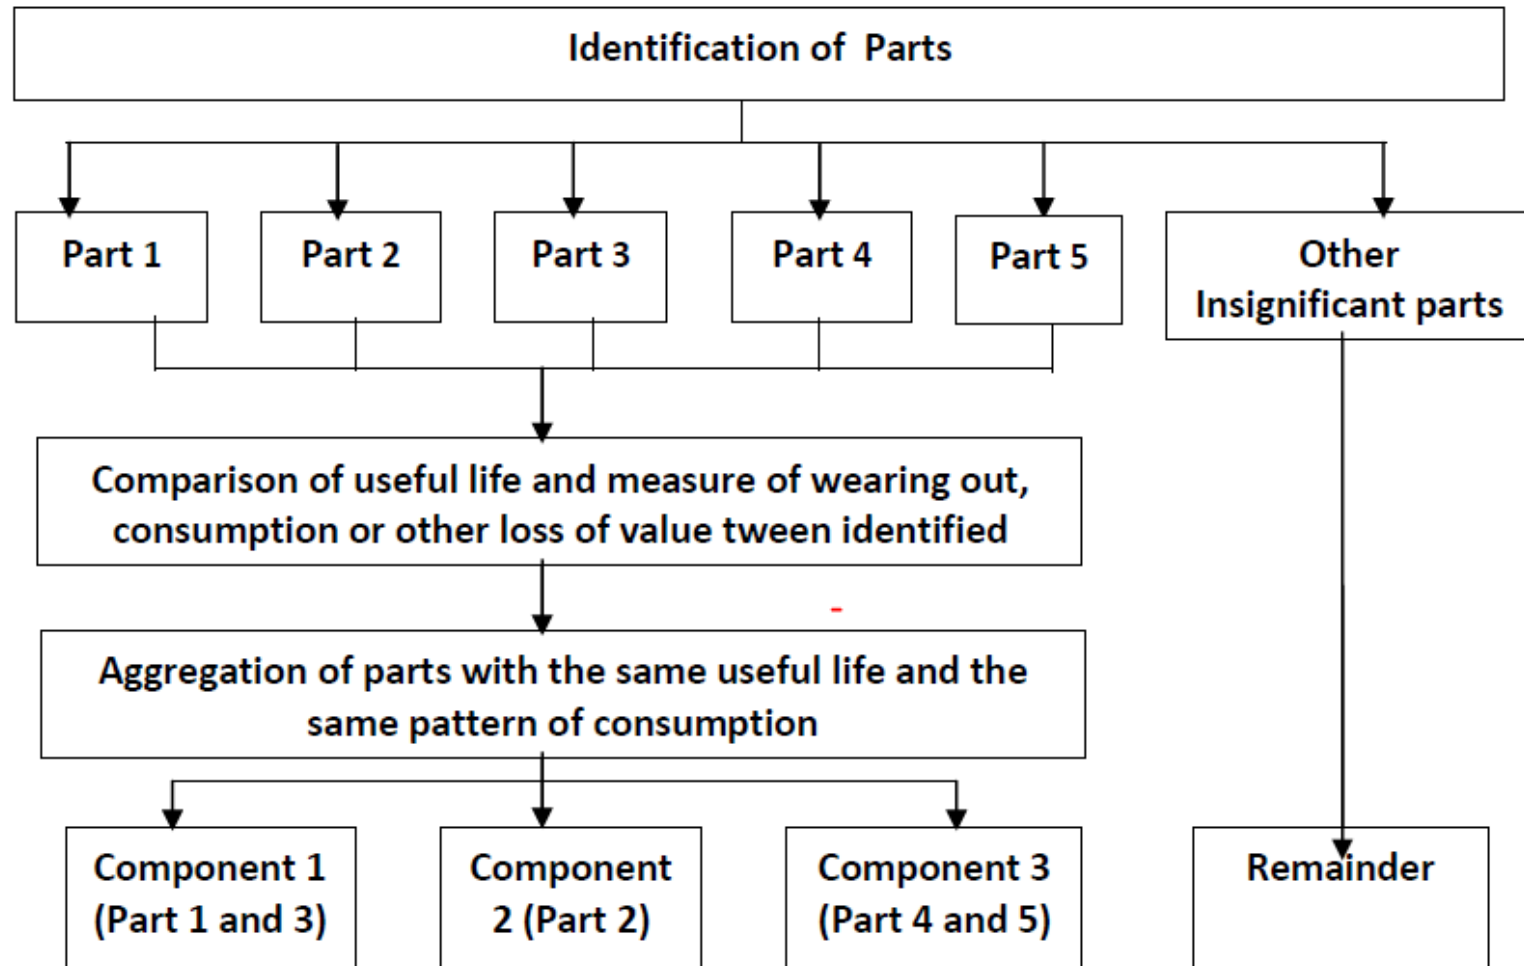 Identification of  Parts
Part 1
Part 2
Part 3
Part 4
Part 5
Other
Insignificant parts
Comparison of useful life and measure of wearing out,
consumption or other loss of value tween identified
-
Aggregation of parts with the same useful life and the
same pattern of consumption
Component 1
(Part 1 and 3)
Component
2 (Part 2)
Component 3
(Part 4 and 5)
Remainder